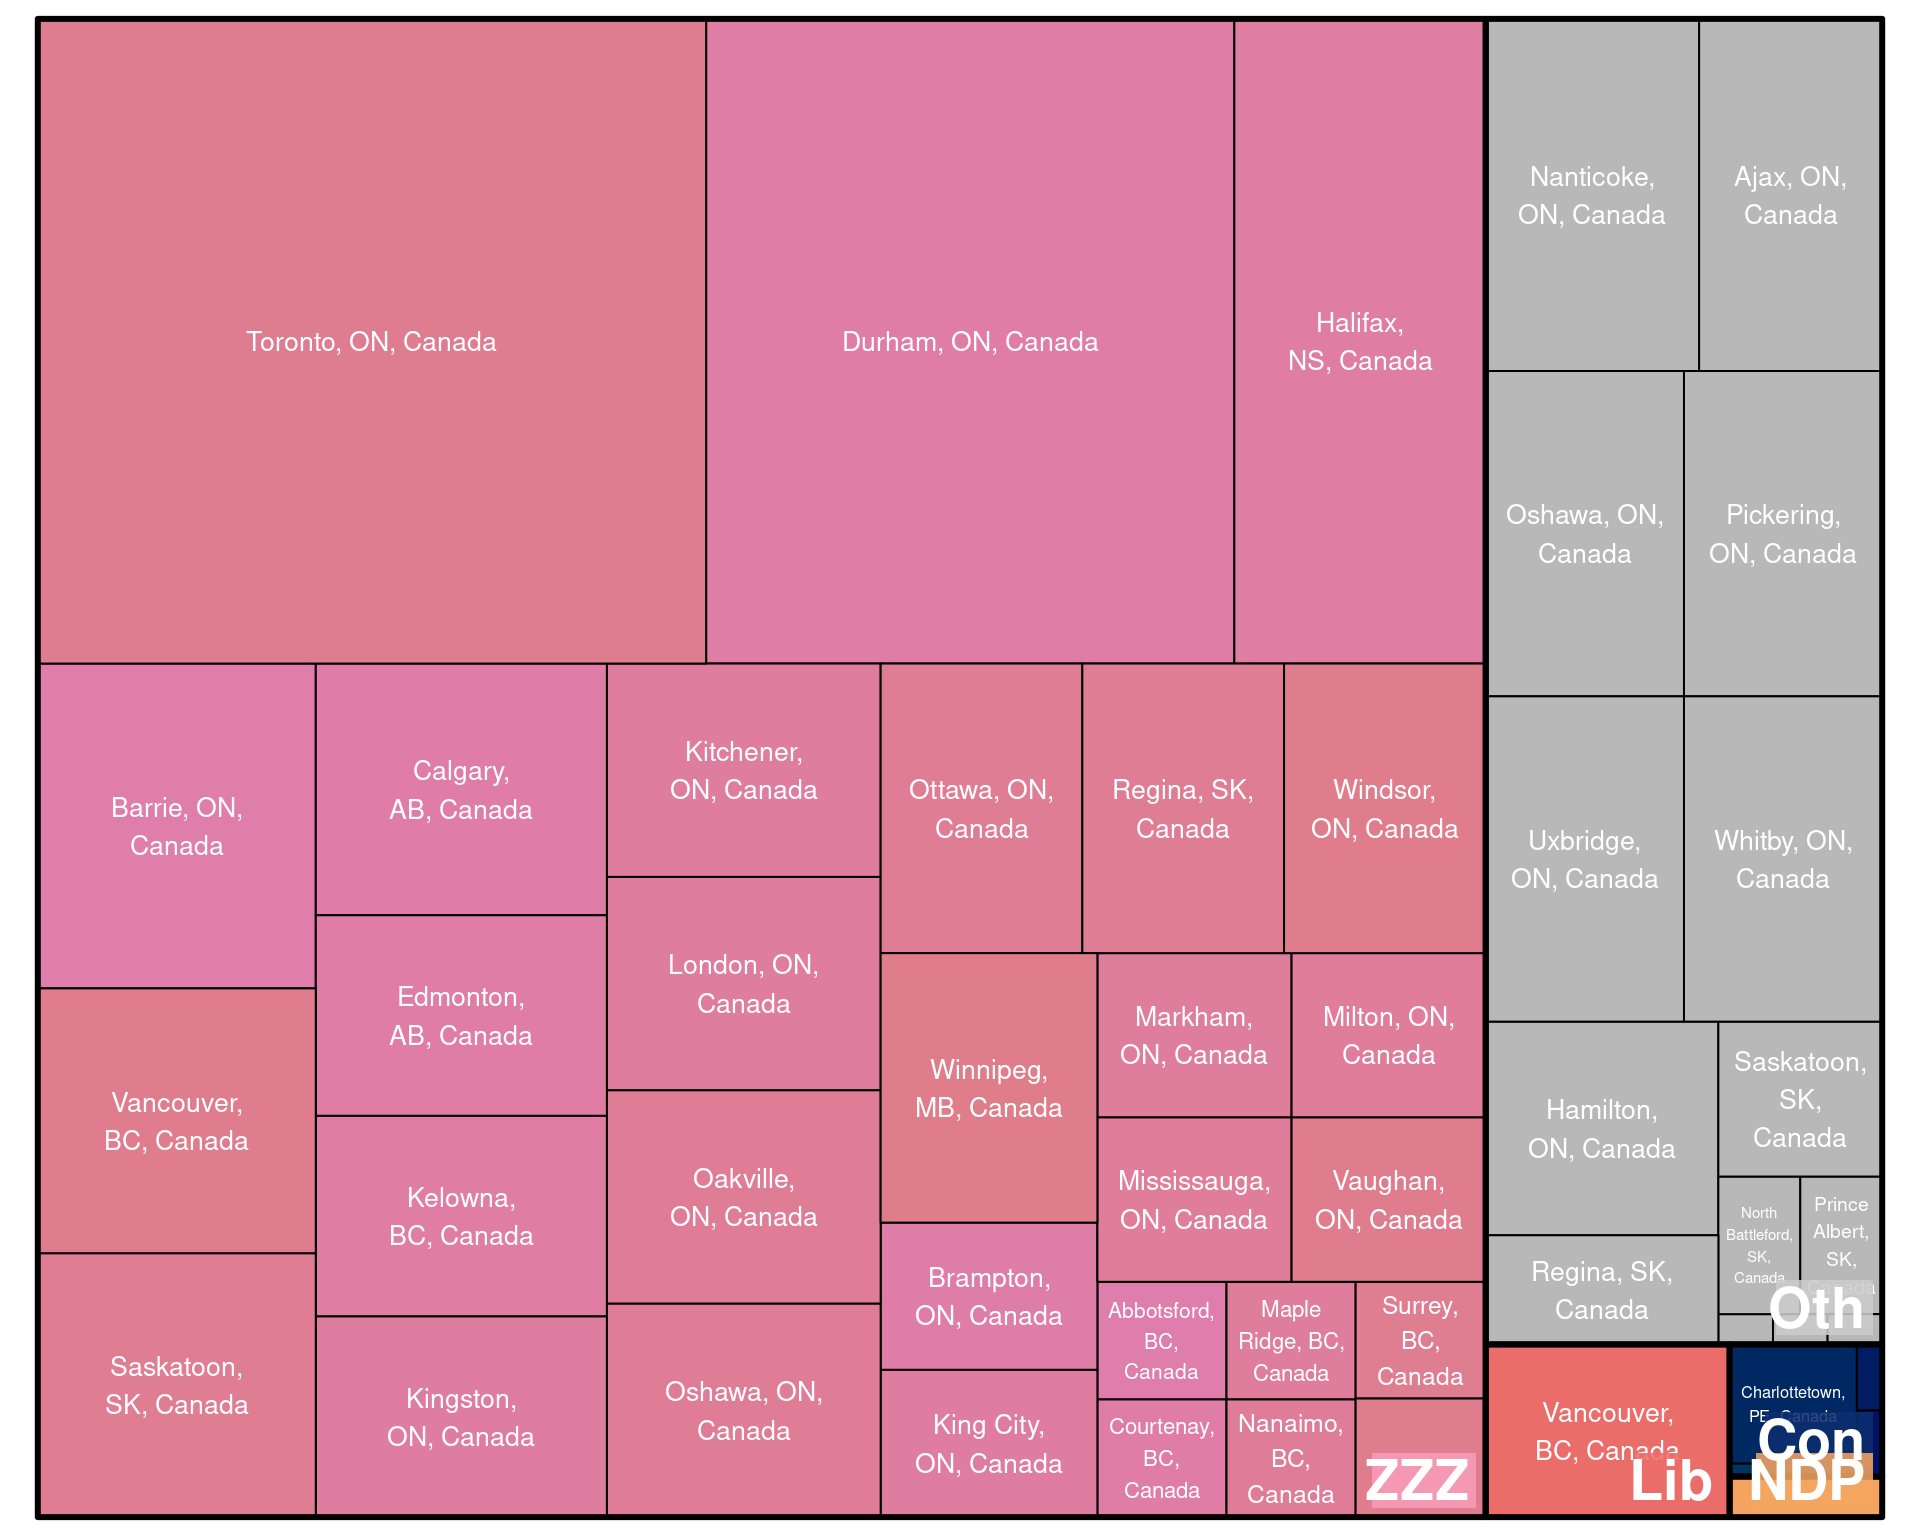 Toronto, ON, Canada
Durham, ON, Canada
Halifax,
NS, Canada
Barrie, ON,
Canada
Vancouver,
BC, Canada
Saskatoon,
SK, Canada
Calgary,
AB, Canada
Edmonton,
AB, Canada
Kelowna,
BC, Canada
Kingston,
ON, Canada
Kitchener,
ON, Canada
London, ON,
Canada
Oakville,
ON, Canada
Oshawa, ON,
Canada
Ottawa, ON,
Canada
Regina, SK,
Canada
Windsor,
ON, Canada
Winnipeg,
MB, Canada
Brampton,
ON, Canada
King City,
ON, Canada
Markham,
ON, Canada
Milton, ON,
Canada
Mississauga,
ON, Canada
Vaughan,
ON, Canada
Abbotsford,
BC,
Canada
Maple
Ridge, BC,
Canada
Surrey,
BC,
Canada
Courtenay,
BC,
Canada
Nanaimo,
BC,
Canada
ZZZ
Nanticoke,
ON, Canada
Ajax, ON,
Canada
Oshawa, ON,
Canada
Pickering,
ON, Canada
Uxbridge,
ON, Canada
Whitby, ON,
Canada
Hamilton,
ON, Canada
Saskatoon,
SK,
Canada
Regina, SK,
Canada
North
Battleford,
SK,
Canada
Prince
Albert,
SK,
Canada
Oth
Vancouver,
BC, Canada
Lib
Charlottetown,
PE, Canada
Con
NDP